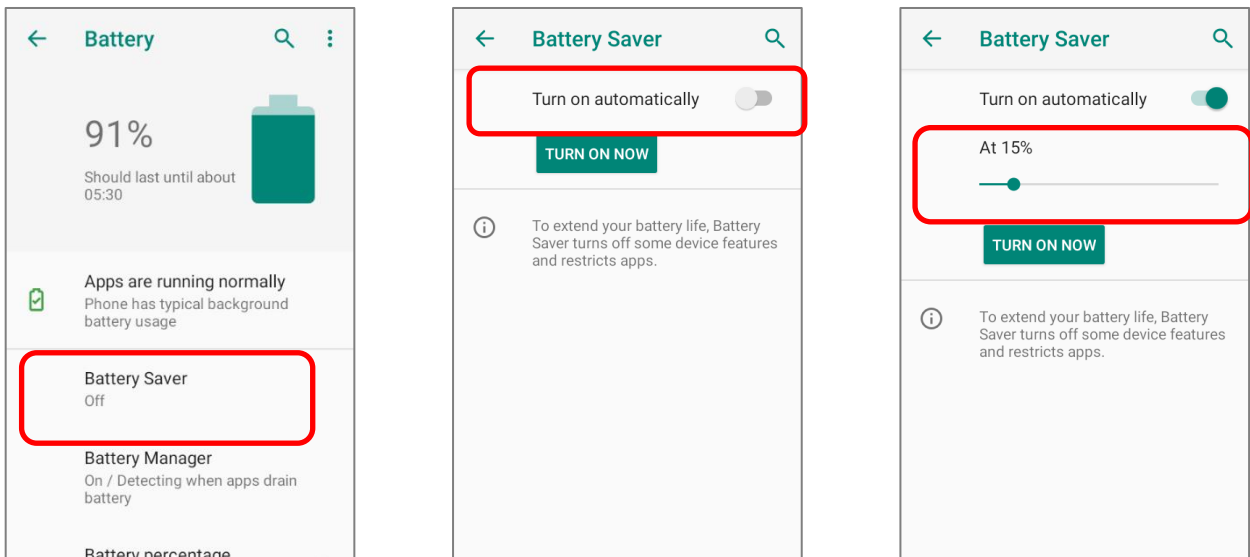 Battery
91%
Should last until about
05:30
Apps are running normally
Phone has typical background
battery usage
Battery Saver
Off
Battery Manager
On / Detecting when apps drain
battery
Battery percentage
Battery Saver
Turn on automatically
TURN ON NOW
To extend your battery life, Battery
Saver turns off some device features
and restricts apps.
Battery Saver
Turn on automatically
At 15%
TURN ON NOW
To extend your battery life, Battery
Saver turns off some device features
and restricts apps.